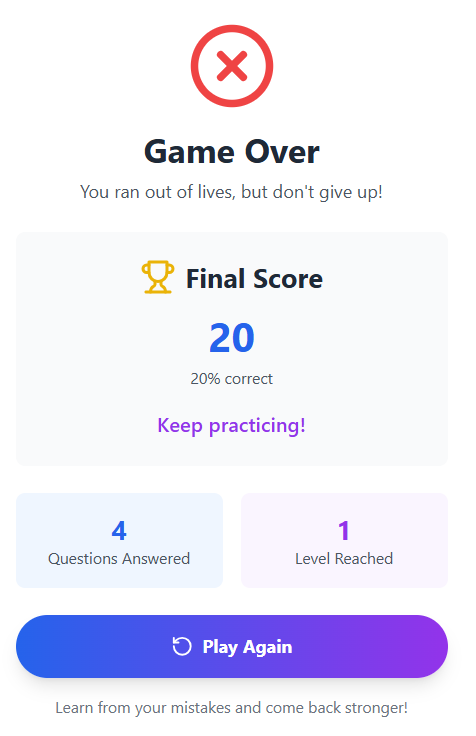 Game Over
You ran out of lives, but don't give up!
Final Score
20
20% correct
Keep practicing!
4
Questions Answered
1
Level Reached
Play Again
Learn from your mistakes and come back stronger!